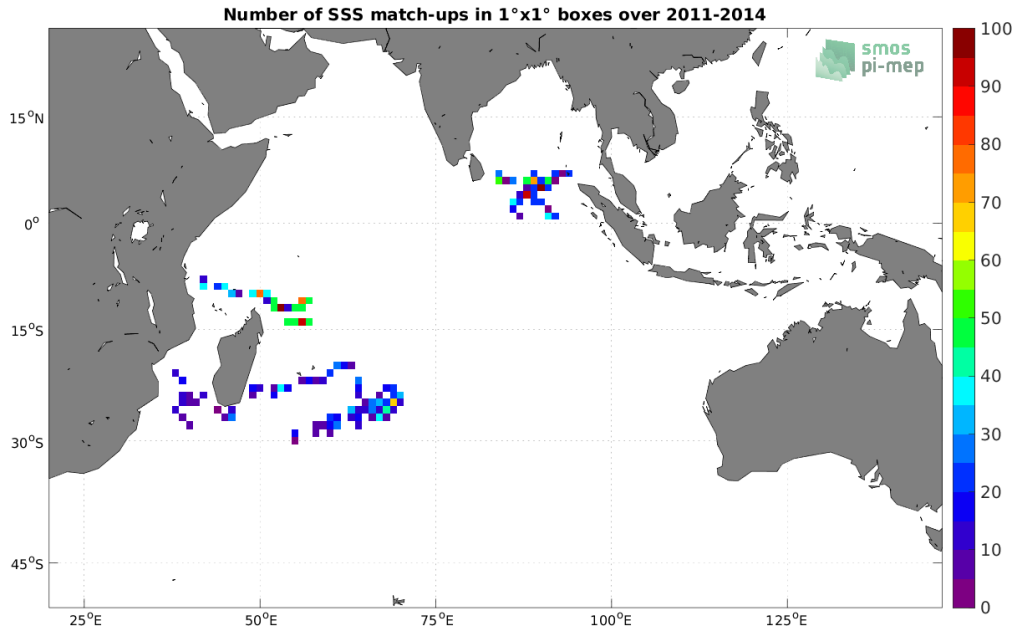 Number of SSS match-ups in 1°x1° boxes over 2011-2014
smos
pi-mep
100
90
80
70
60
50
40
30
20
10
0
15°N
0°
15°S
30°S
45°S
25°E
50°E
75°E
100°E
125°E